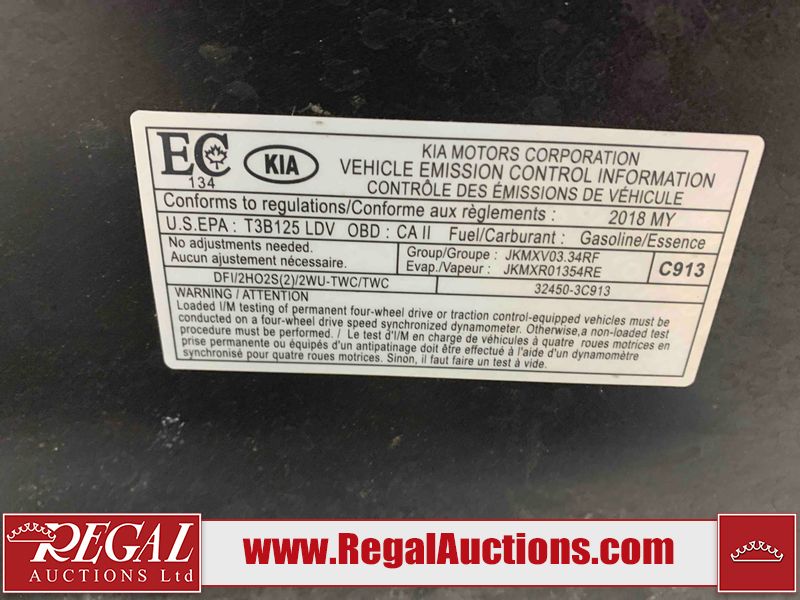 EC
134
KIA
KIA MOTORS CORPORATION
VEHICLE EMISSION CONTROL INFORMATION
CONTRÔLE DES ÉMISSIONS DE VÉHICULE
Conforms to regulations/Conforme aux règlements : 2018 MY
U.S.EPA : T3B125 LDV OBD : CA II Fuel/Carburant : Gasoline/Essence
No adjustments needed.
Aucun ajustement nécessaire.
Group/Groupe : JKMXV03.34RF
Evap./Vapeur : JKMXR01354RE
C913
DFI/2HO2S(2)/2WU-TWC/TWC
32450-3C913
WARNING / ATTENTION
Loaded I/M testing of permanent four-wheel drive or traction control-equipped vehicles must be
conducted on a four-wheel drive speed synchronized dynamometer. Otherwise,a non-loaded test
procedure must be performed. / Le test d'I/M en charge de véhicules à quatre roues motrices en
prise permanente ou équipés d'un antipatinage doit être effectué à l'aide d'un dynamomètre
synchronisé pour quatre roues motrices. Sinon, il faut faire un test à vide.
REGAL
AUCTIONS Ltd
www.RegalAuctions.com